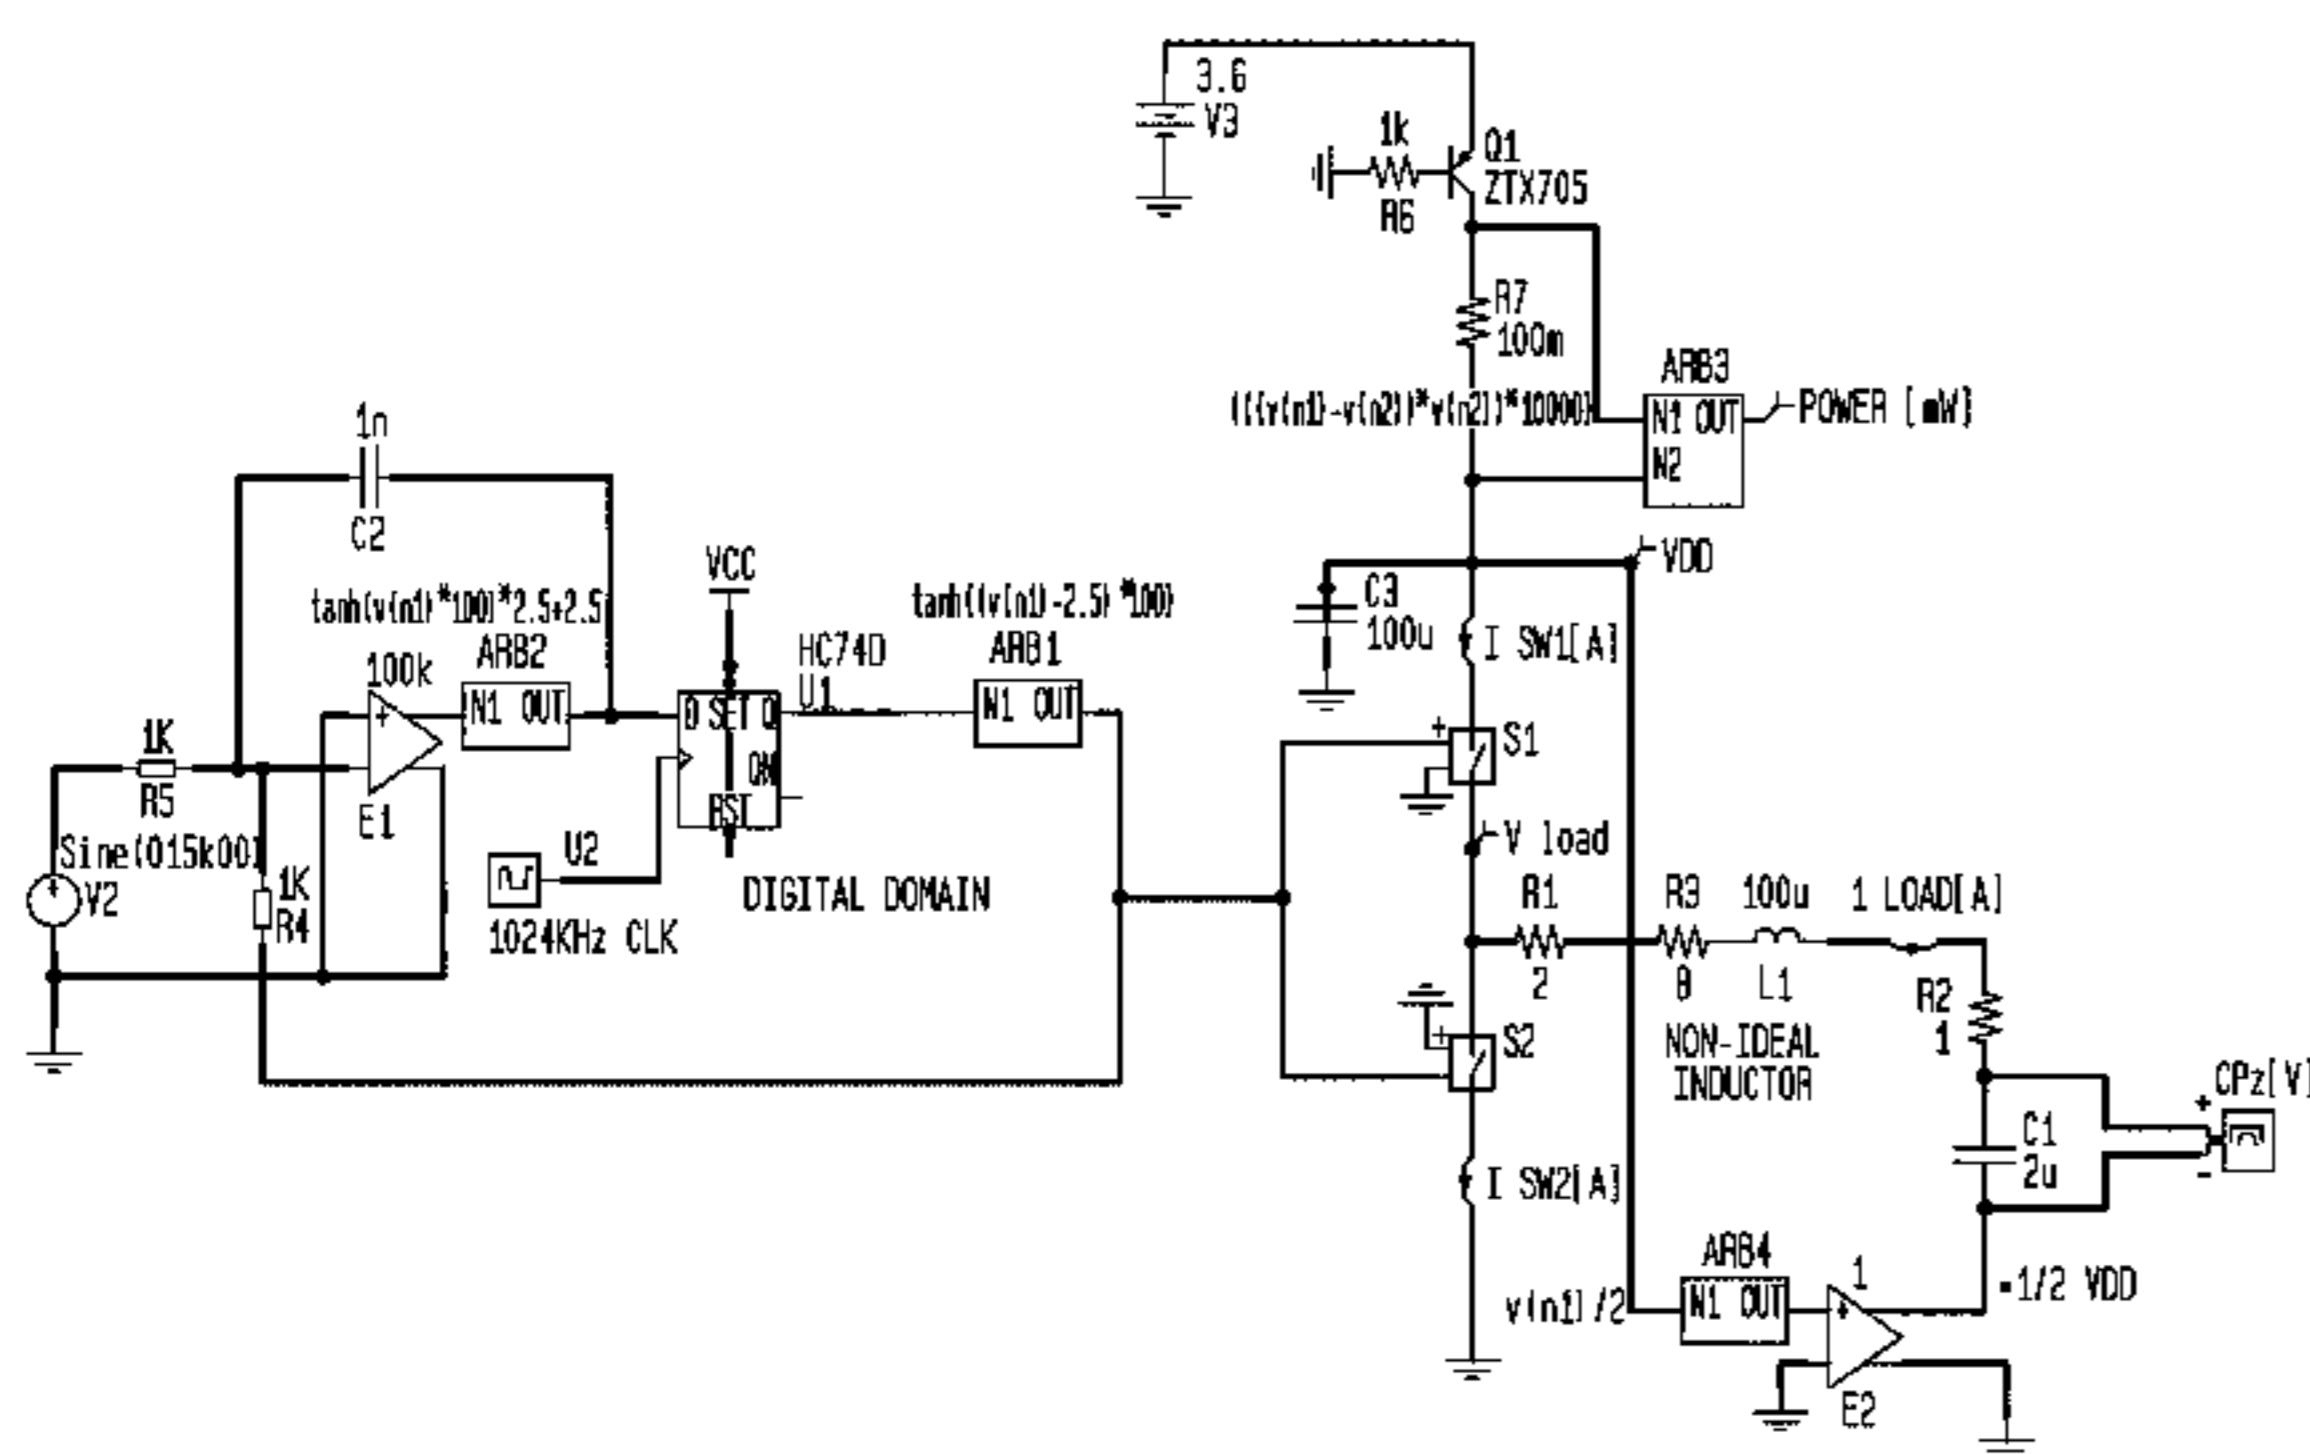 3.6
V3
1k
R6
Q1
ZTX705
R7
100m
(((v(n1)-v(n2))*v(n2))*10000)
ARB3
N1 OUT
N2
POWER [mW]
1n
C2
tanh(v(n1)*100)*2.5+2.5
100k
ARB2
N1 OUT
E1
1K
R5
Sine(0 1 5k 0 0)
V2
1K
R4
VCC
HC74D
U1
D SET Q
QN
RST
U2
1024KHz CLK
DIGITAL DOMAIN
tanh((v(n1)-2.5)*100)
ARB1
N1 OUT
VDD
C3
100u
I SW1[A]
+
S1
V load
R1
2
R3
8
100u
L1
NON-IDEAL
INDUCTOR
1 LOAD[A]
R2
1
+
S2
I SW2[A]
C1
2u
CPz[V]
+
-
ARB4
v(n1)/2
N1 OUT
1
+
E2
1/2 VDD